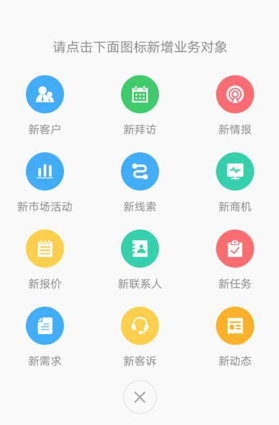 请点击下面图标新增业务对象
新客户
新拜访
新情报
新市场活动
新线索
新商机
新报价
新联系人
新任务
新需求
新客诉
新动态